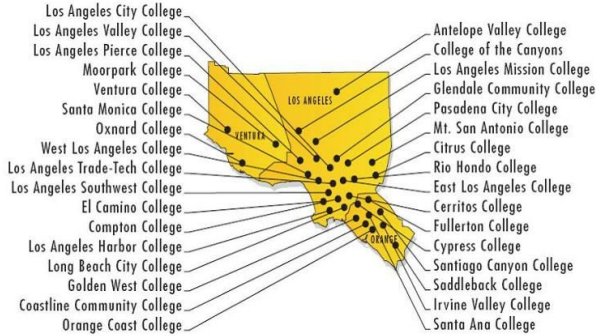 Los Angeles City College
Los Angeles Valley College
Los Angeles Pierce College
Moorpark College
Ventura College
Santa Monica College
Oxnard College
West Los Angeles College
Los Angeles Trade-Tech College
Los Angeles Southwest College
El Camino College
Compton College
Los Angeles Harbor College
Long Beach City College
Golden West College
Coastline Community College
Orange Coast College
LOS ANGELES
VENTURA
ORANGE
Antelope Valley College
College of the Canyons
Los Angeles Mission College
Glendale Community College
Pasadena City College
Mt. San Antonio College
Citrus College
Rio Hondo College
East Los Angeles College
Cerritos College
Fullerton College
Cypress College
Santiago Canyon College
Saddleback College
Irvine Valley College
Santa Ana College